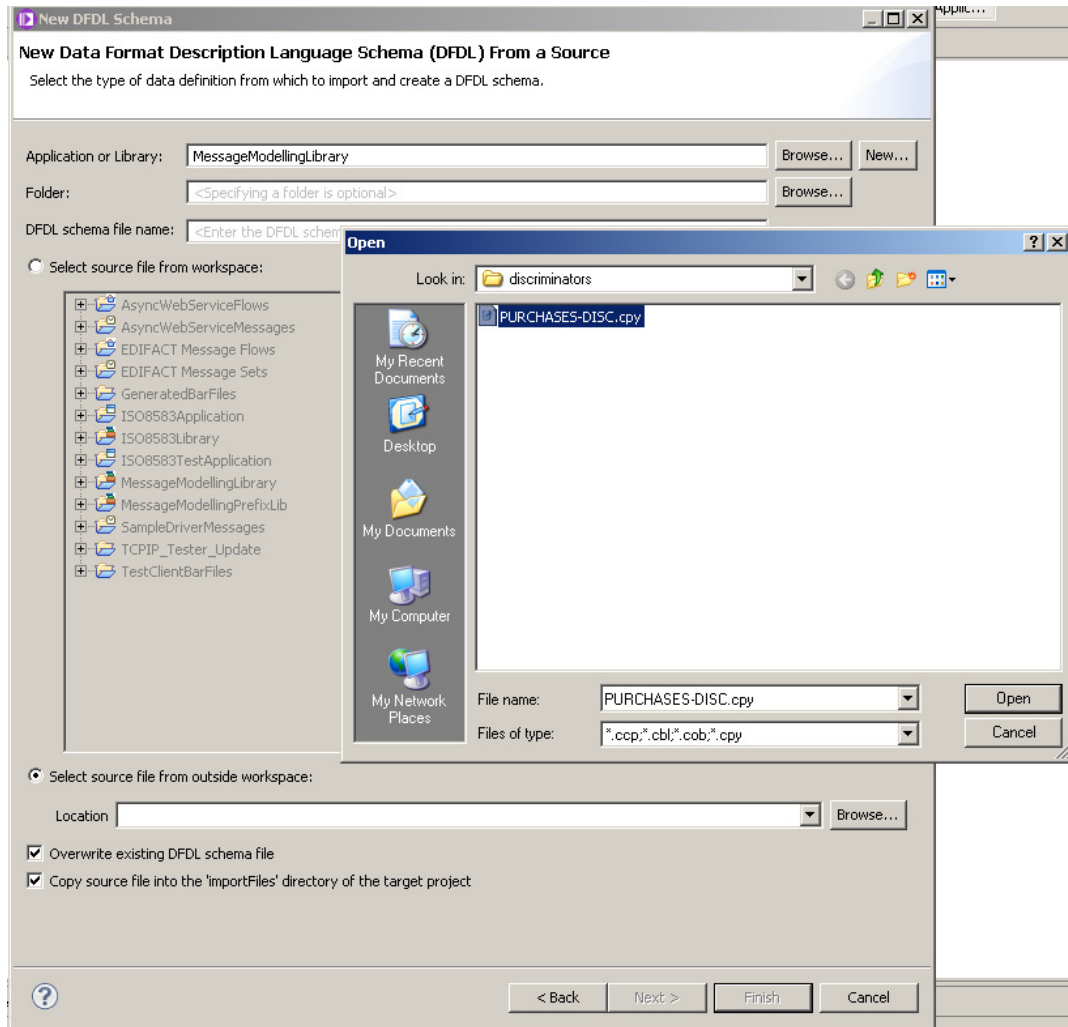 New DFDL Schema
Applic...
New Data Format Description Language Schema (DFDL) From a Source
Select the type of data definition from which to import and create a DFDL schema.
Application or Library: MessageModellingLibrary Browse... New...
Folder: <Specifying a folder is optional> Browse...
DFDL schema file name: <Enter the DFDL schem
Select source file from workspace:
AsyncWebServiceFlows
AsyncWebServiceMessages
EDIFACT Message Flows
EDIFACT Message Sets
GeneratedBarFiles
ISO8583Application
ISO8583Library
ISO8583TestApplication
MessageModellingLibrary
MessageModellingPrefixLib
SampleDriverMessages
TCPIP_Tester_Update
TestClientBarFiles
Open
Look in: discriminators
PURCHASES-DISC.cpy
My Recent
Documents
Desktop
My Documents
My Computer
My Network
Places
File name: PURCHASES-DISC.cpy Open
Files of type: *.ccp;*.cbl;*.cob;*.cpy Cancel
Select source file from outside workspace:
Location Browse...
Overwrite existing DFDL schema file
Copy source file into the 'importFiles' directory of the target project
? < Back Next > Finish Cancel